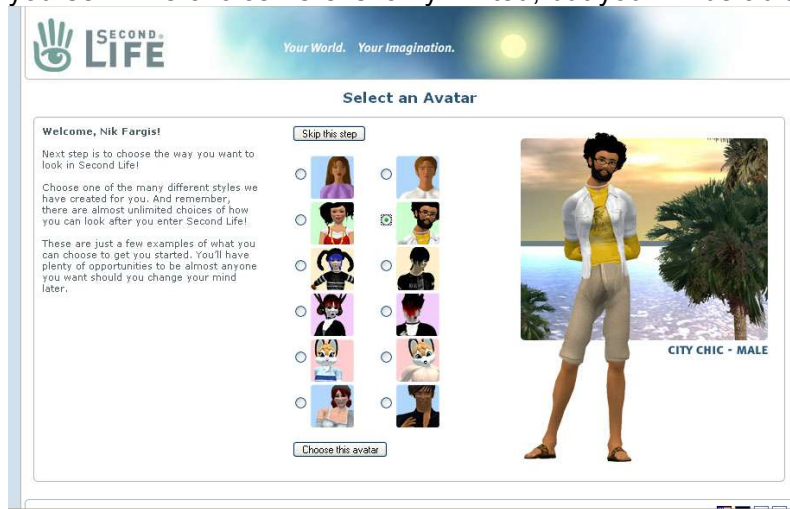 SECOND
LIFE
Your World. Your Imagination.
Select an Avatar
Welcome, Nik Fargis!
Next step is to choose the way you want to
look in Second Life!
Choose one of the many different styles we
have created for you. And remember,
there are almost unlimited choices of how
you can look after you enter Second Life!
These are just a few examples of what you
can choose to get you started. You'll have
plenty of opportunities to be almost anyone
you want should you change your mind
later.
Skip this step
Choose this avatar
CITY CHIC - MALE